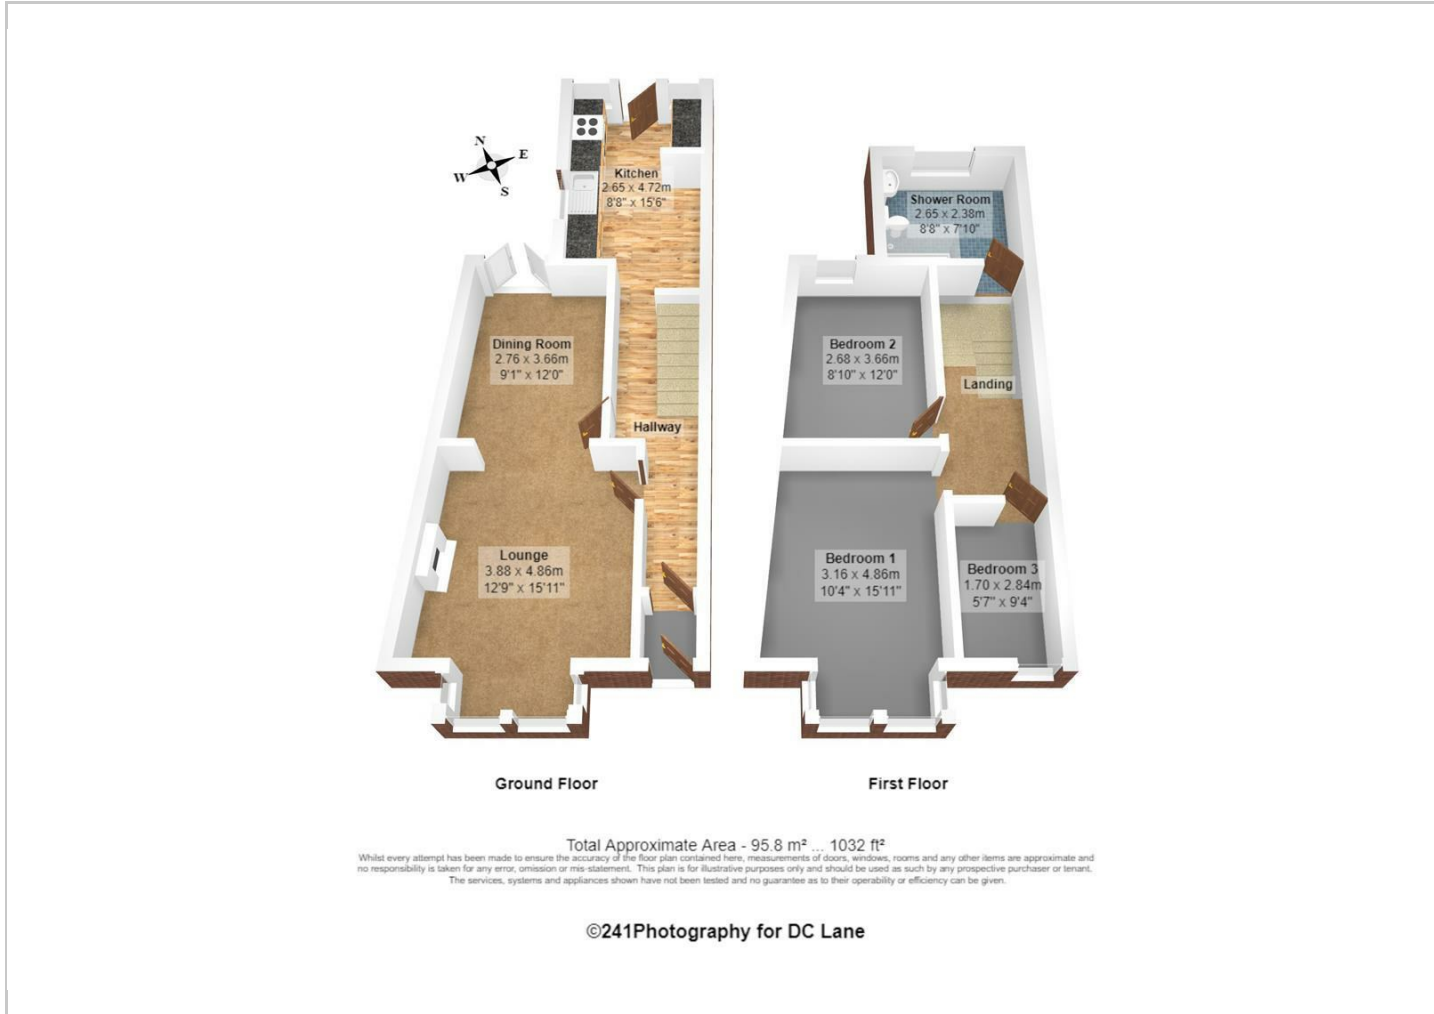 N
E
W
S
Kitchen
2.65 x 4.72m
8'8" x 15'6"
Dining Room
2.76 x 3.66m
9'1" x 12'0"
Hallway
Lounge
3.88 x 4.86m
12'9" x 15'11"
Ground Floor
Shower Room
2.65 x 2.38m
8'8" x 7'10"
Bedroom 2
2.68 x 3.66m
8'10" x 12'0"
Landing
Bedroom 1
3.16 x 4.86m
10'4" x 15'11"
Bedroom 3
1.70 x 2.84m
5'7" x 9'4"
First Floor
Total Approximate Area - 95.8 m² ... 1032 ft²
Whilst every attempt has been made to ensure the accuracy of the floor plan contained here, measurements of doors, windows, rooms and any other items are approximate and
no responsibility is taken for any error, omission or mis-statement. This plan is for illustrative purposes only and should be used as such by any prospective purchaser or tenant.
The services, systems and appliances shown have not been tested and no guarantee as to their operability or efficiency can be given.
©241Photography for DC Lane